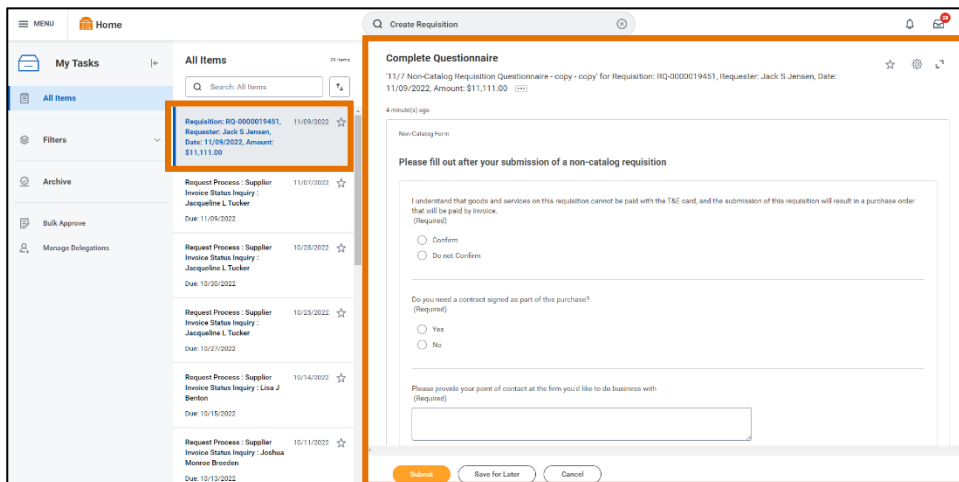 MENU
Home
Create Requisition
My Tasks
All Items
Filters
Archive
Bulk Approve
Manage Delegations
All Items
Search: All Items
Requisition: RQ-0000019451, 11/09/2022
Requester: Jack S Jensen,
Date: 11/09/2022, Amount:
$11,111.00
Request Process : Supplier 11/07/2022
Invoice Status Inquiry :
Jacqueline L Tucker
Due: 11/09/2022
Request Process : Supplier 10/28/2022
Invoice Status Inquiry :
Jacqueline L Tucker
Due: 10/30/2022
Request Process : Supplier 10/25/2022
Invoice Status Inquiry :
Jacqueline L Tucker
Due: 10/27/2022
Request Process : Supplier 10/14/2022
Invoice Status Inquiry : Lisa J
Benton
Due: 10/15/2022
Request Process : Supplier 10/11/2022
Invoice Status Inquiry : Joshua
Monroe Breeden
Due: 10/13/2022
Complete Questionnaire
'11/7 Non-Catalog Requisition Questionnaire - copy - copy' for Requisition: RQ-0000019451, Requester: Jack S Jensen, Date:
11/09/2022, Amount: $11,111.00
4 minute(s) ago
Non-Catalog Form
Please fill out after your submission of a non-catalog requisition
I understand that goods and services on this requisition cannot be paid with the T&E card, and the submission of this requisition will result in a purchase order
that will be paid by invoice.
(Required)
Confirm
Do not Confirm
Do you need a contract signed as part of this purchase?
(Required)
Yes
No
Please provide your point of contact at the firm you'd like to do business with
(Required)
Submit
Save for Later
Cancel